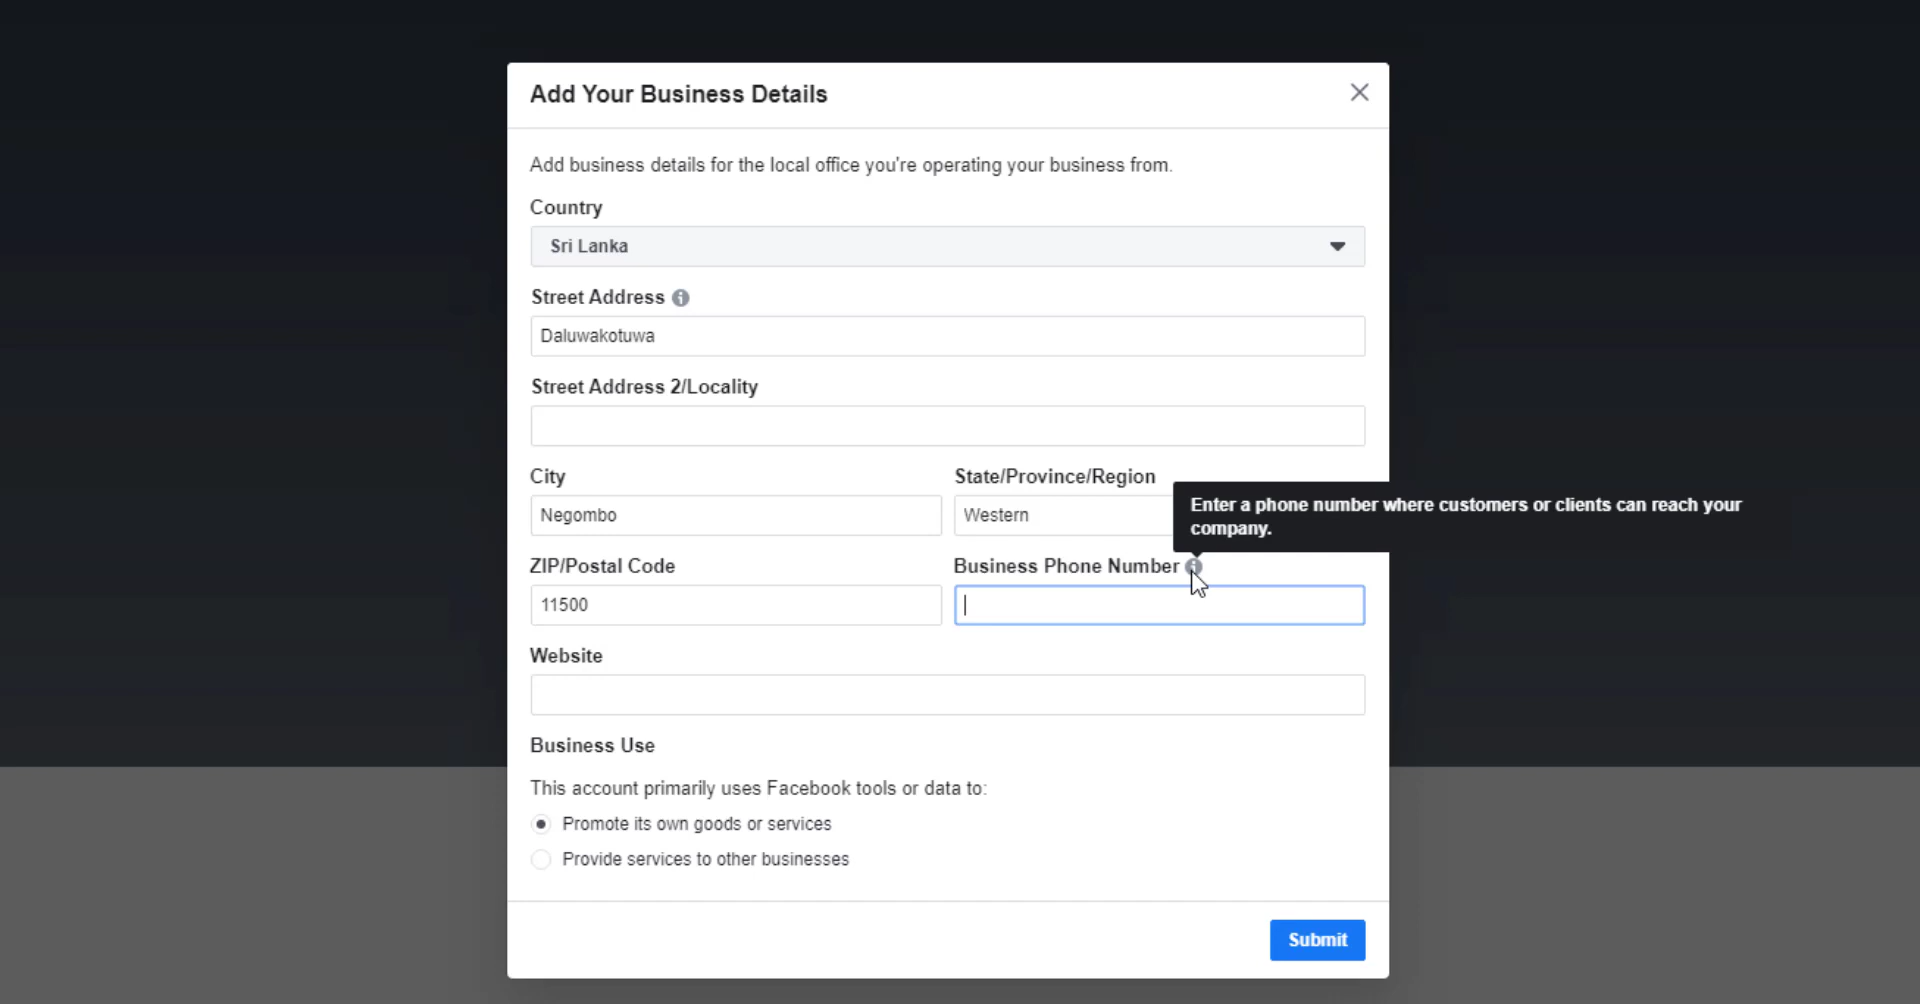 Add Your Business Details
Add business details for the local office you're operating your business from.
Country
Sri Lanka
Street Address
Daluwakotuwa
Street Address 2/Locality
City
State/Province/Region
Negombo
Western
Enter a phone number where customers or clients can reach your
company.
ZIP/Postal Code
Business Phone Number
11500
Website
Business Use
This account primarily uses Facebook tools or data to:
Promote its own goods or services
Provide services to other businesses
Submit